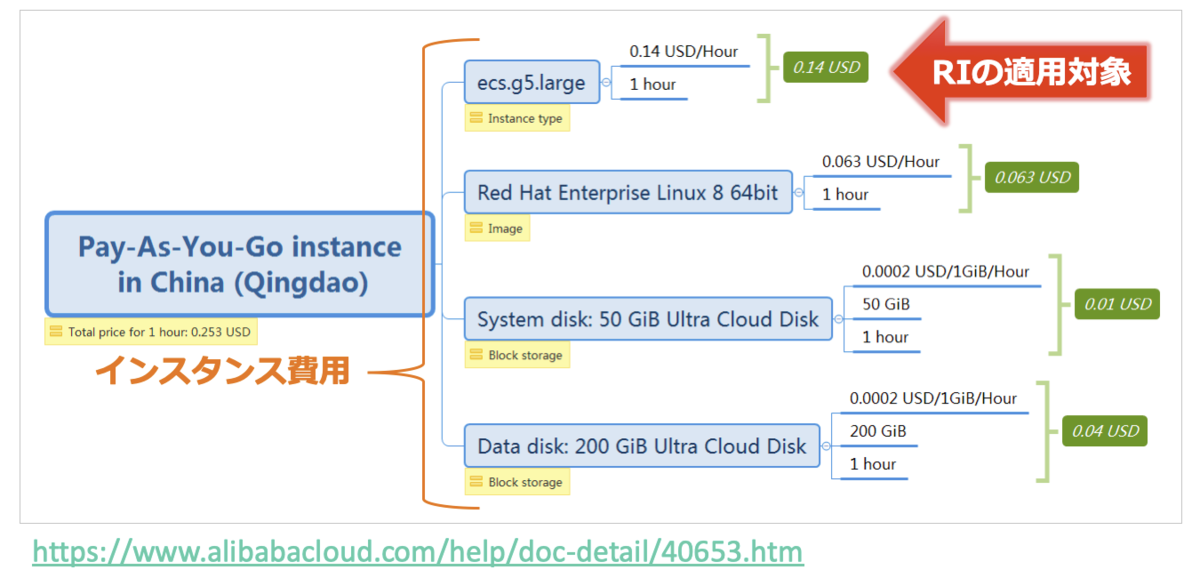 0.14 USD/Hour
1 hour
0.14 USD
RIの適用対象
ecs.g5.large
Instance type
0.063 USD/Hour
1 hour
0.063 USD
Red Hat Enterprise Linux 8 64bit
Image
Pay-As-You-Go instance
in China (Qingdao)
Total price for 1 hour: 0.253 USD
インスタンス費用
0.0002 USD/1GiB/Hour
50 GiB
1 hour
0.01 USD
System disk: 50 GiB Ultra Cloud Disk
Block storage
0.0002 USD/1GiB/Hour
200 GiB
1 hour
0.04 USD
Data disk: 200 GiB Ultra Cloud Disk
Block storage
https://www.alibabacloud.com/help/doc-detail/40653.htm